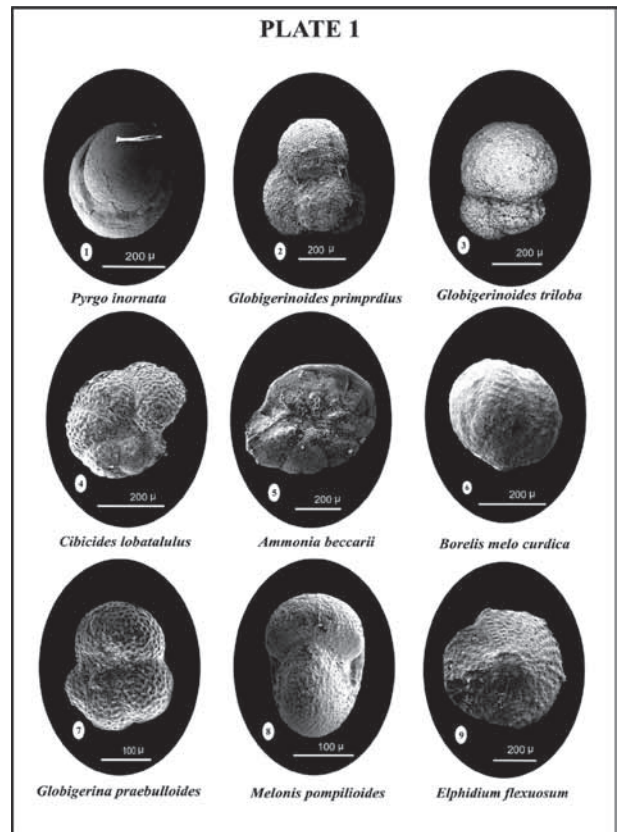 PLATE 1
1
200 µ
Pyrgo inornata
2
200 µ
Globigerinoides primprdius
3
200 µ
Globigerinoides triloba
4
200 µ
Cibicides lobatalulus
5
200 µ
Ammonia beccarii
6
200 µ
Borelis melo curdica
7
100 µ
Globigerina praebulloides
8
100 µ
Melonis pompilioides
9
200 µ
Elphidium flexuosum